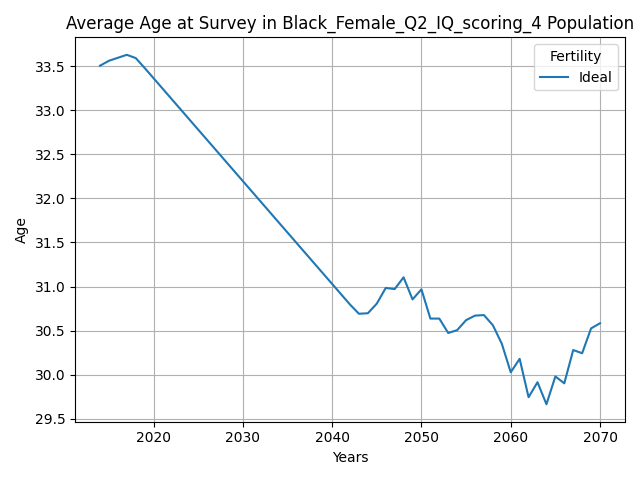 Average Age at Survey in Black_Female_Q2_IQ_scoring_4 Population
Fertility
Ideal
33.5
33.0
32.5
32.0
31.5
31.0
30.5
30.0
29.5
Age
2020 2030 2040 2050 2060 2070
Years